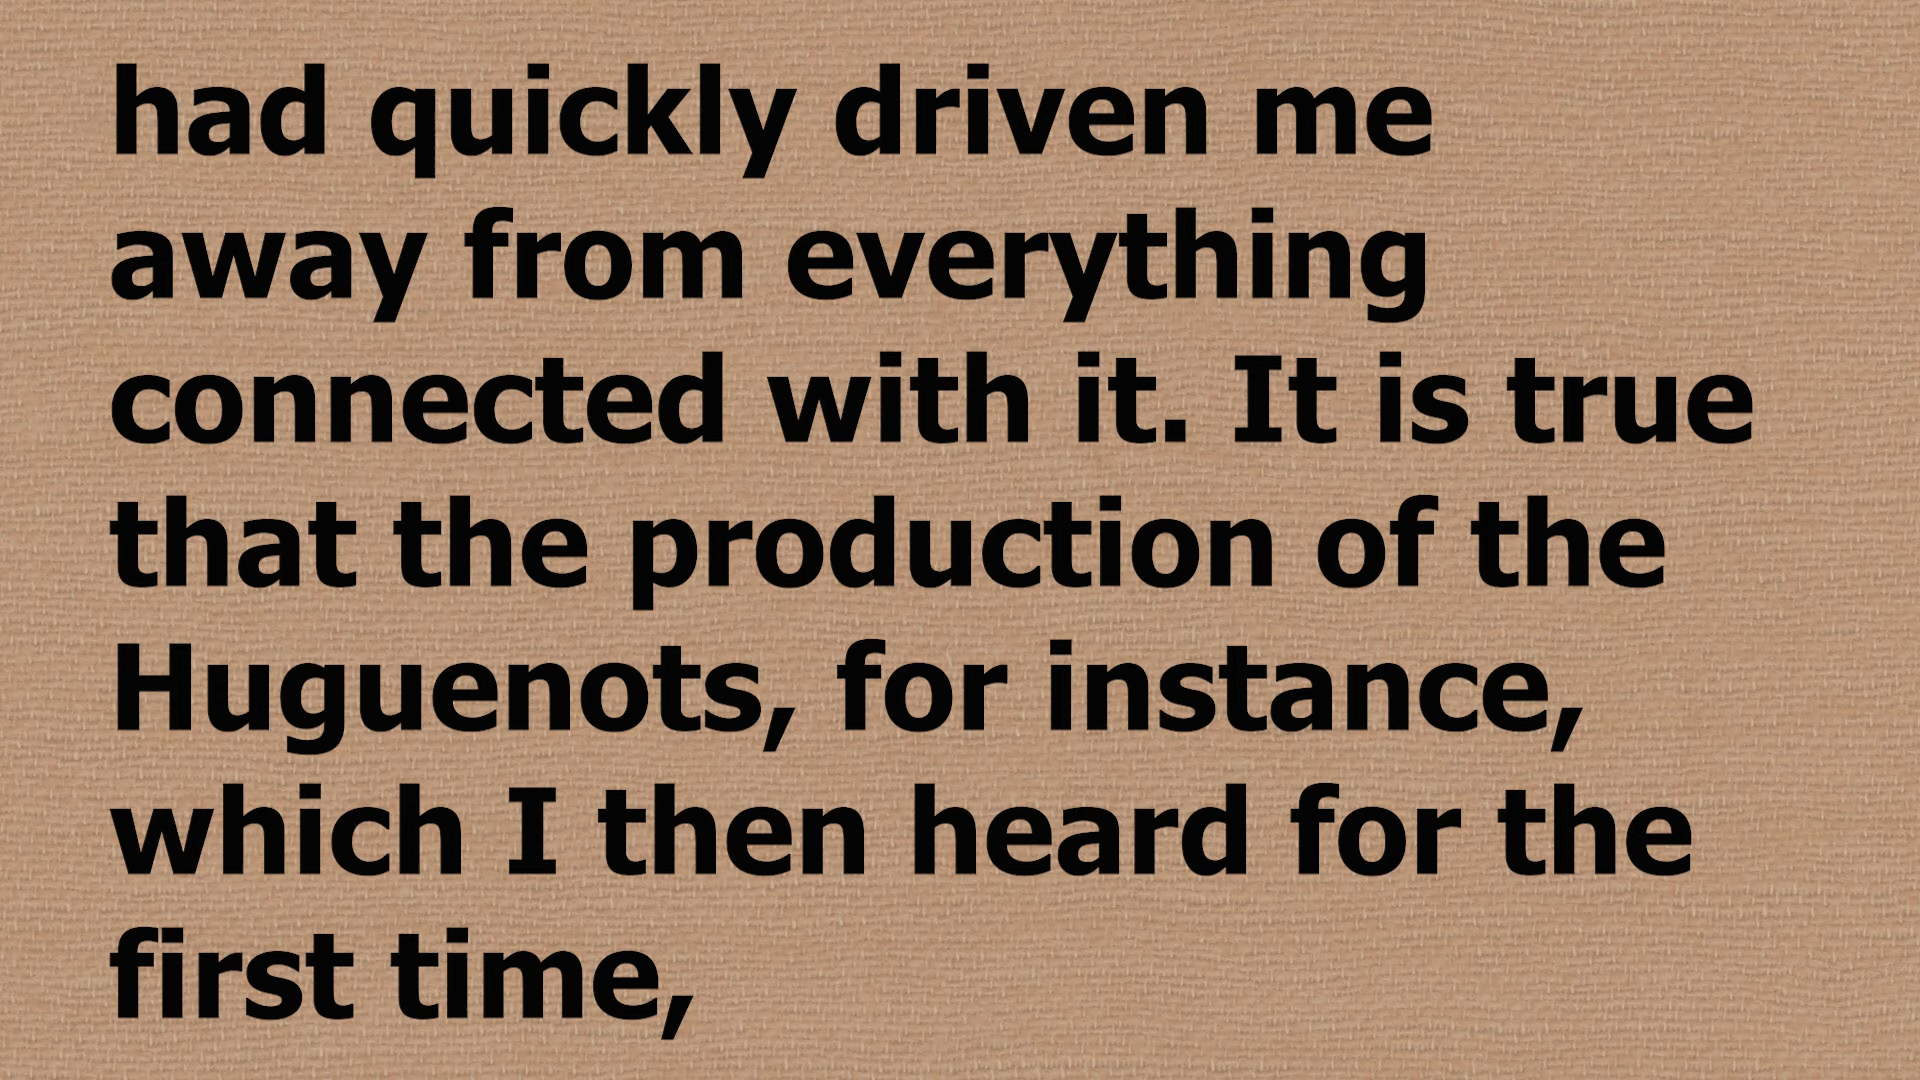 had quickly driven me
away from everything
connected with it. It is true
that the production of the
Huguenots, for instance,
which I then heard for the
first time,